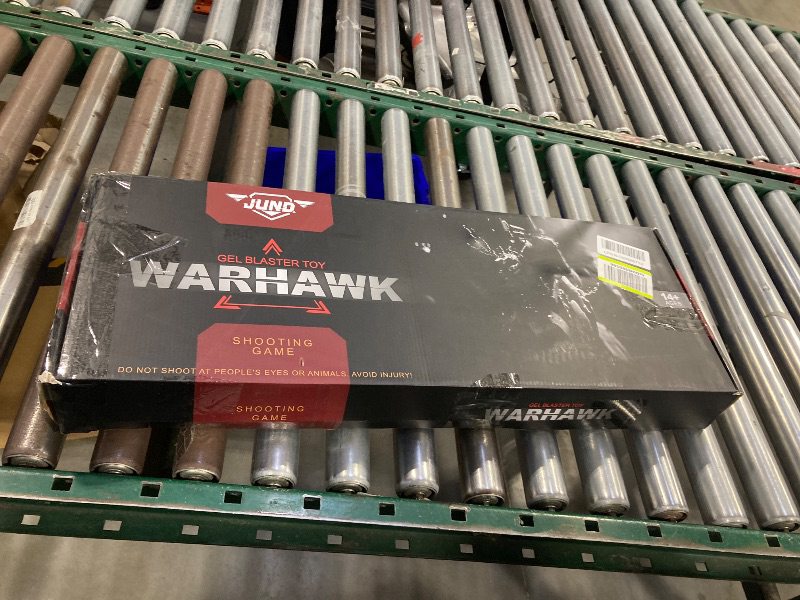 JUND
GEL BLASTER TOY
WARHAWK
SHOOTING
GAME
DO NOT SHOOT AT PEOPLE'S EYES OR ANIMALS, AVOID INJURY!
14+
SHOOTING
GAME
GEL BLASTER TOY
WARHAWK